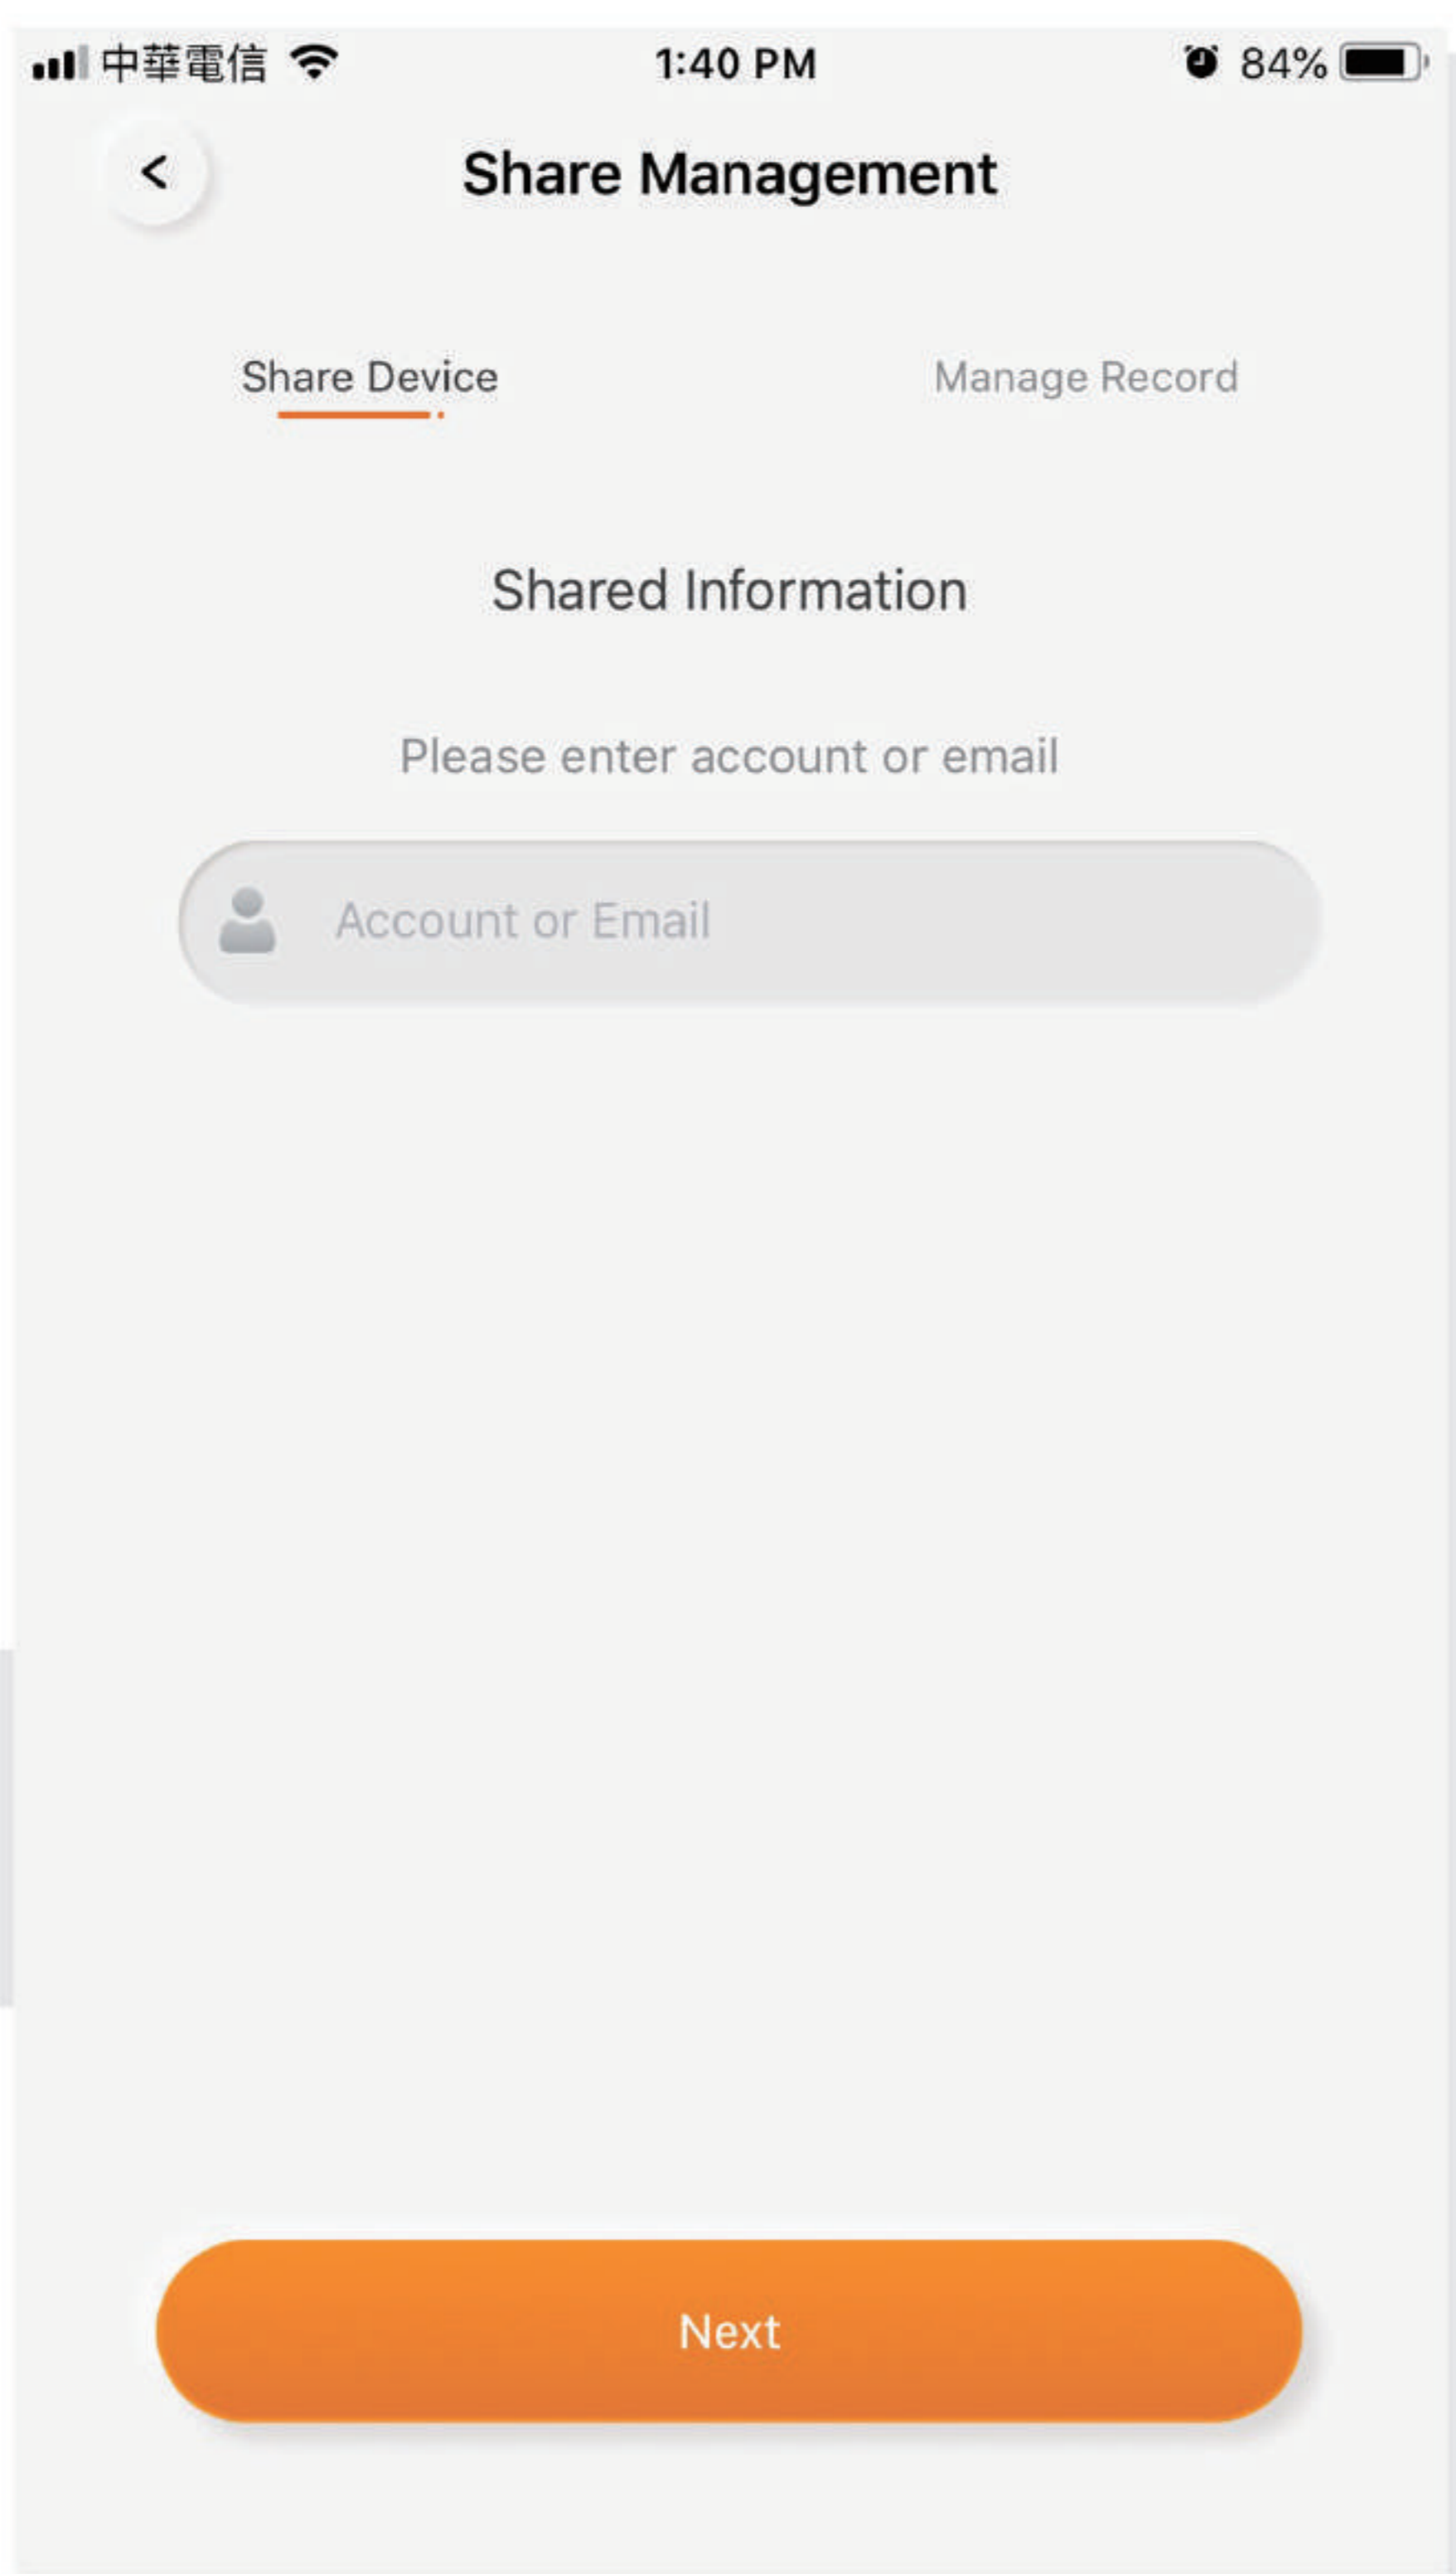 中華電信 1:40 PM 84%
< Share Management
Share Device Manage Record
Shared Information
Please enter account or email
Account or Email
Next